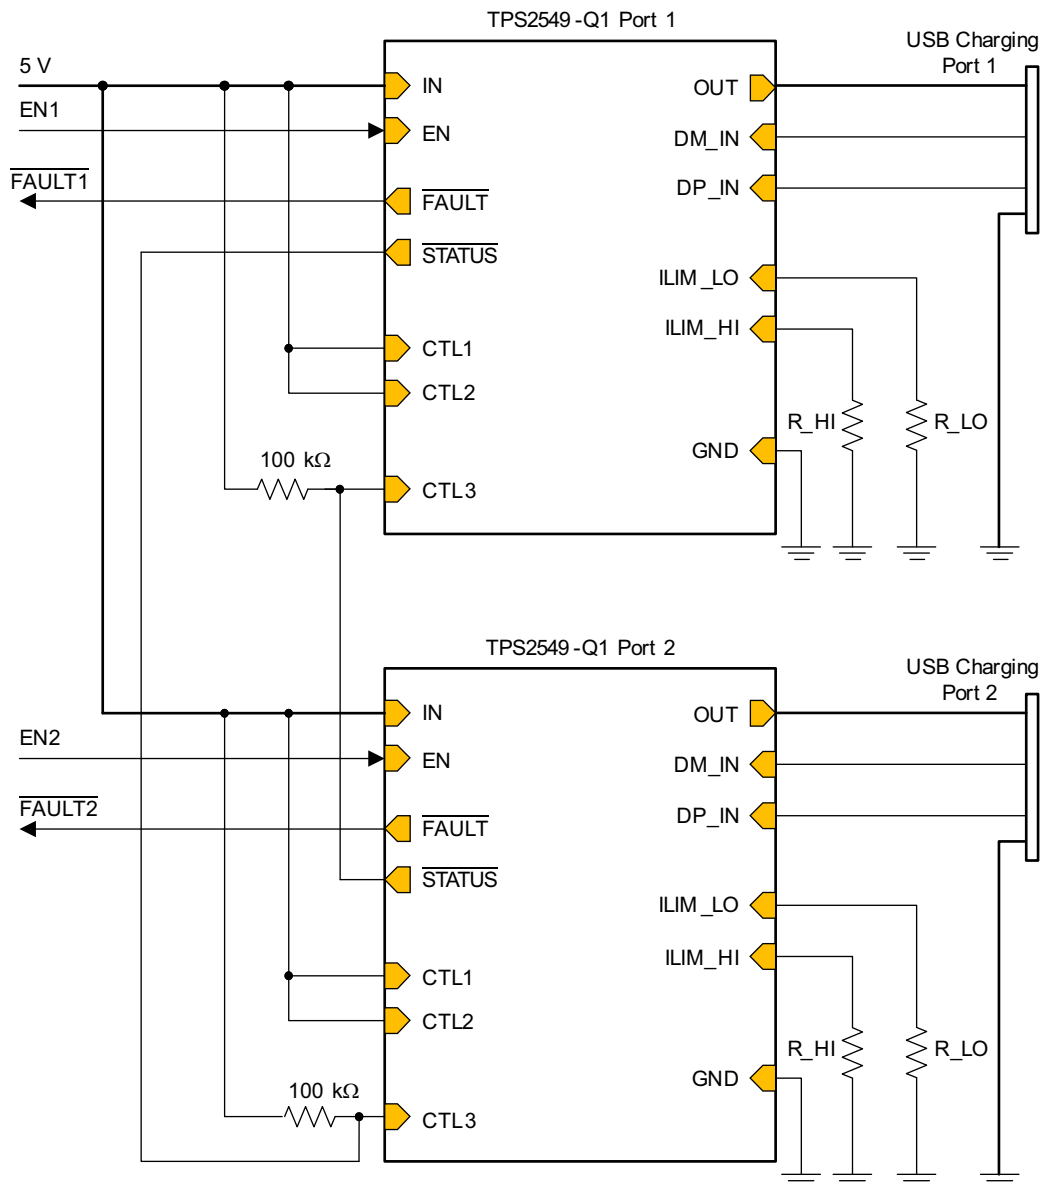 TPS2549-Q1 Port 1
USB Charging
Port 1
5 V
IN
OUT
EN1
EN
DM_IN
FAULT1
DP_IN
FAULT
STATUS
ILIM_LO
ILIM_HI
CTL1
CTL2
R_HI
R_LO
GND
100 kΩ
CTL3
TPS2549-Q1 Port 2
USB Charging
Port 2
IN
OUT
EN2
EN
DM_IN
FAULT2
DP_IN
FAULT
STATUS
ILIM_LO
ILIM_HI
CTL1
CTL2
R_HI
R_LO
GND
100 kΩ
CTL3